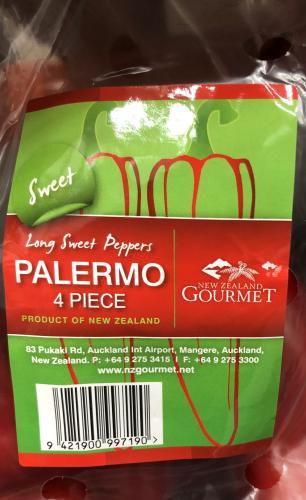 Sweet
Long Sweet Peppers
PALERMO
4 PIECE
PRODUCT OF NEW ZEALAND
NEW ZEALAND
GOURMET
83 Pukaki Rd, Auckland Int Airport, Mangere, Auckland,
New Zealand. P: +64 9 275 3415 | F: +64 9 275 3300
www.nzgourmet.net
9 421900 997190 >